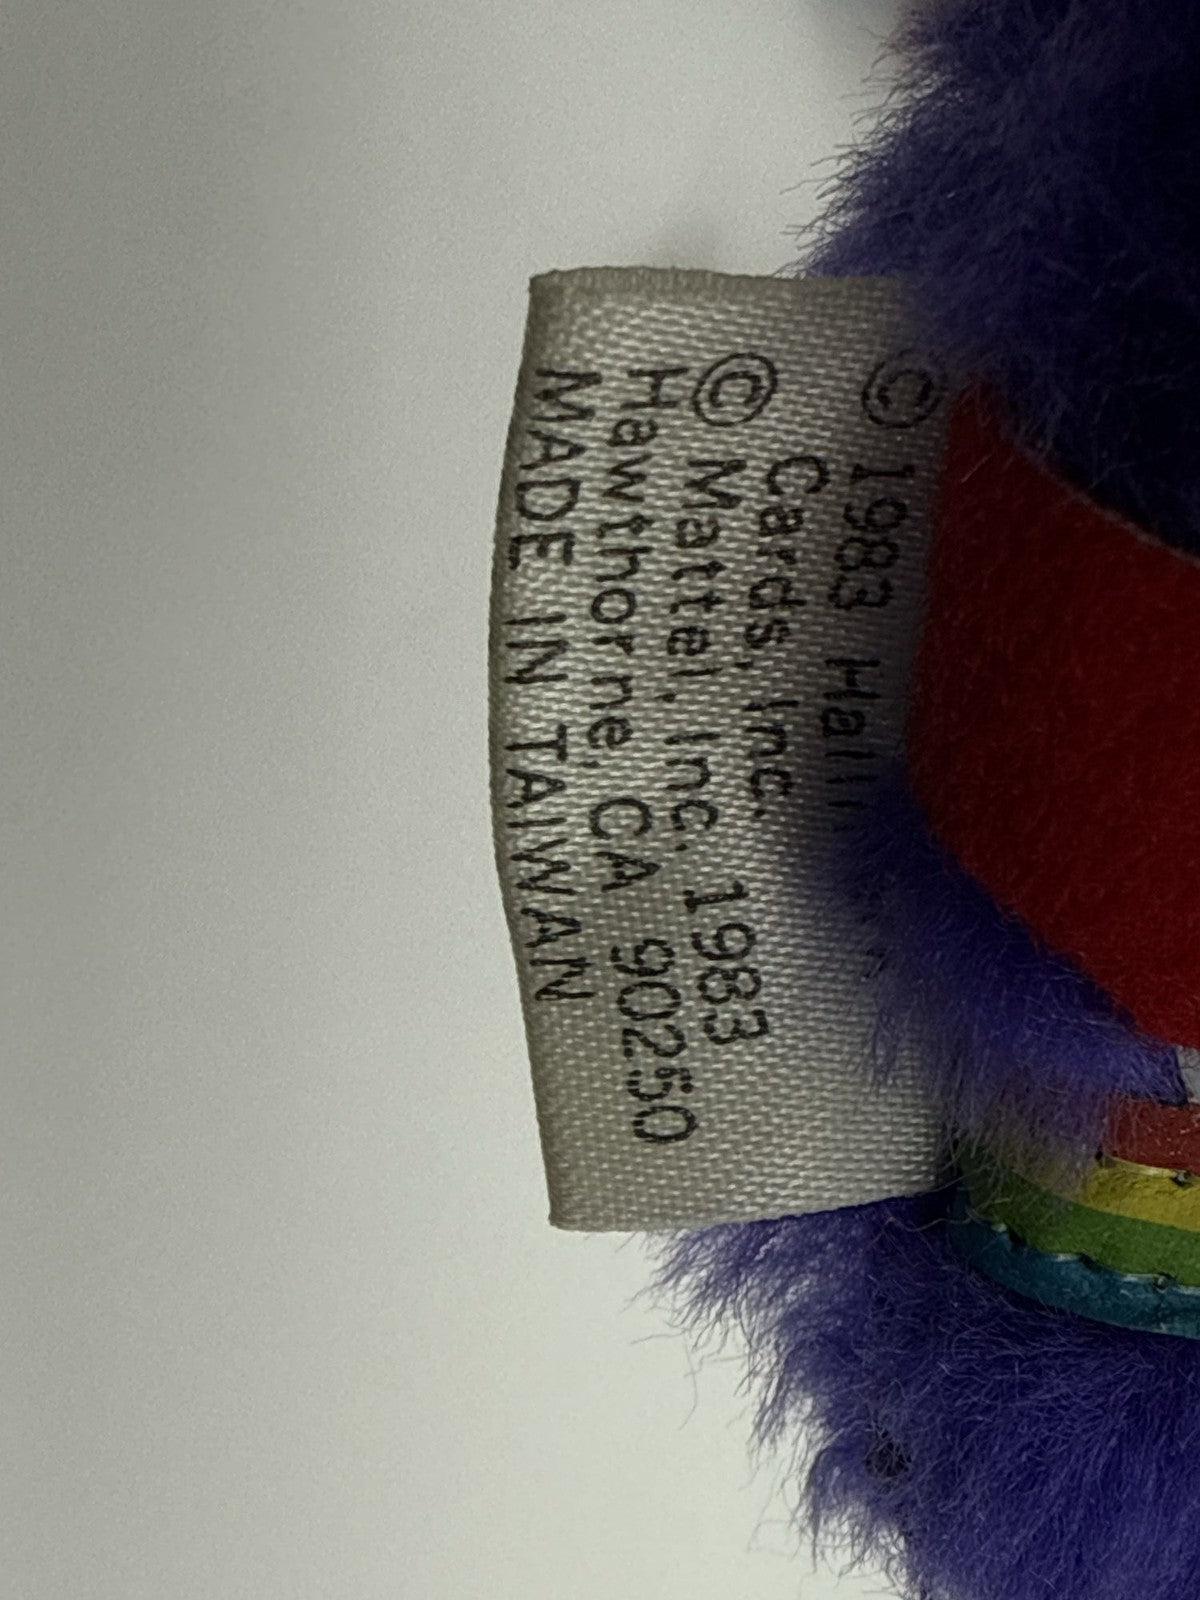 © 1983
Cards, Inc.
© Mattel, Inc. 1983
Hawthorne, CA 90250
MADE IN TAIWAN